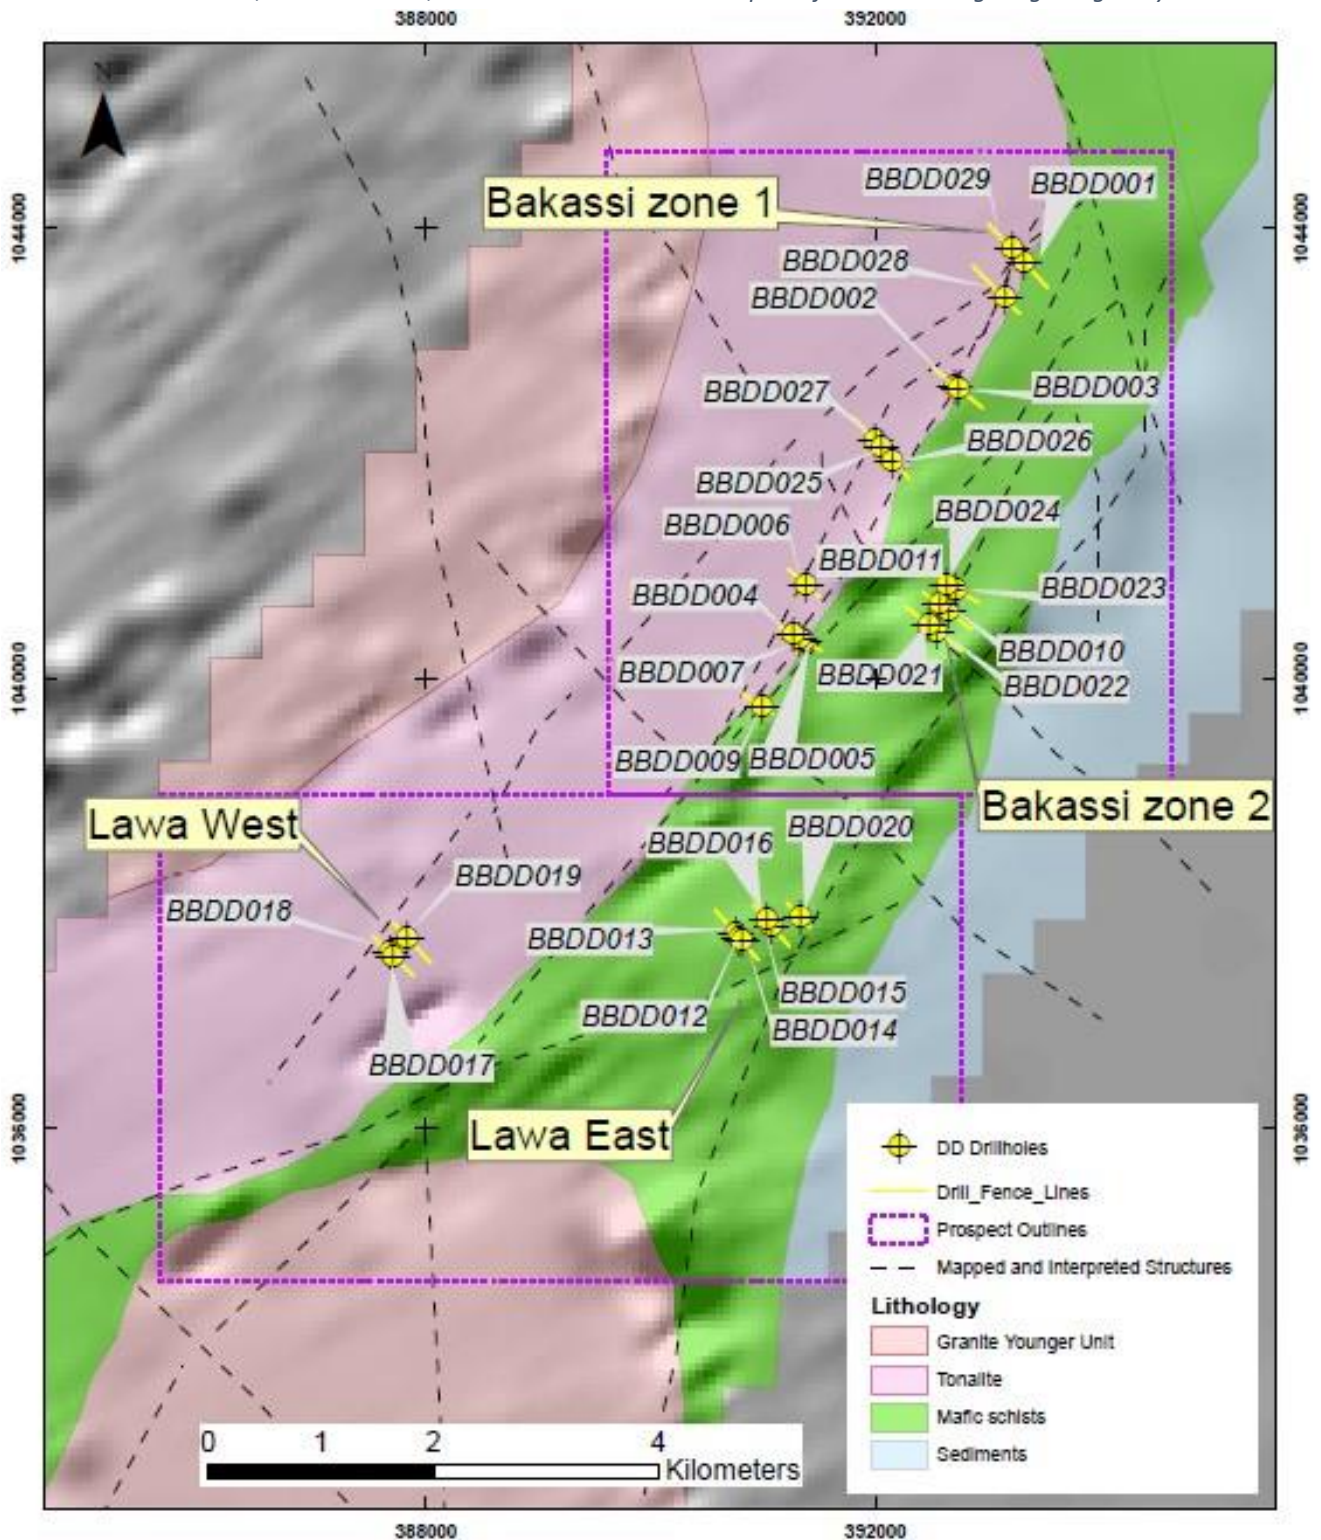 388000
392000
N
BBDD029
BBDD001
Bakassi zone 1
1044000
1044000
BBDD028
BBDD002
BBDD027
BBDD003
BBDD026
BBDD025
BBDD024
BBDD006
BBDD011
BBDD004
BBDD023
BBDD010
BBDD007
BBDD021
BBDD022
1040000
1040000
BBDD009
BBDD005
Bakassi zone 2
Lawa West
BBDD016
BBDD020
BBDD019
BBDD018
BBDD013
BBDD015
BBDD012
BBDD014
BBDD017
Lawa East
1036000
1036000
DD Drillholes
Drill_Fence_Lines
Prospect Outlines
Mapped and Interpreted Structures
Lithology
Granite Younger Unit
Tonalite
Mafic schists
Sediments
0 1 2 4
Kilometers
388000
392000